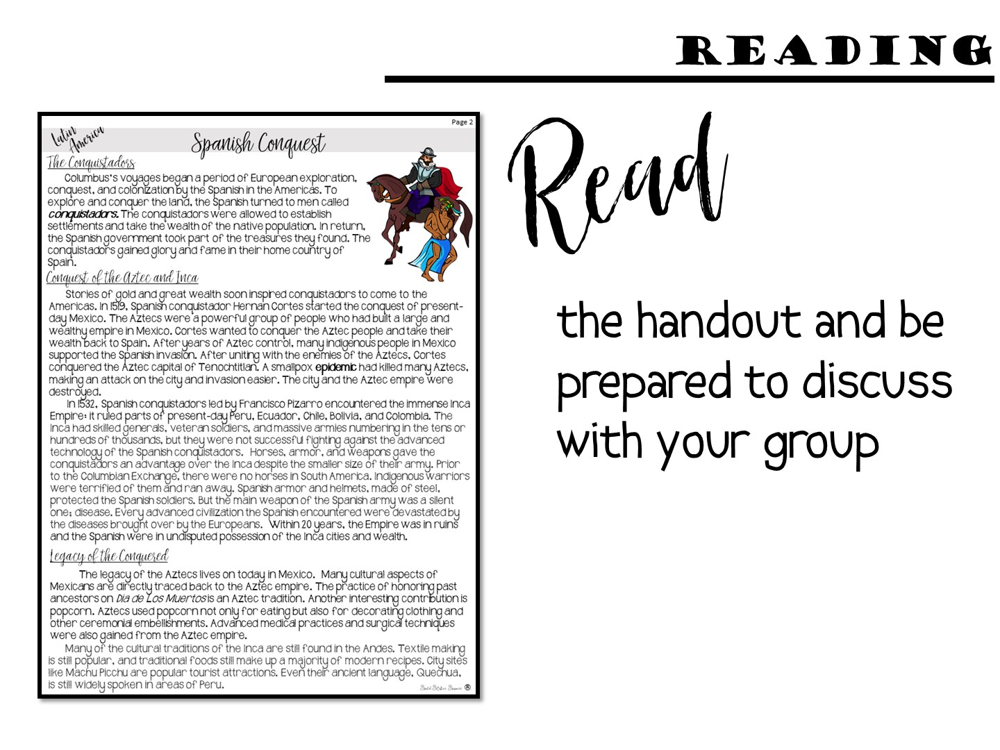 READING
Page 2
Latin
America
Spanish Conquest
The Conquistadors
Columbus's voyages began a period of European exploration,
conquest, and colonization by the Spanish in the Americas. To
explore and conquer the land, the Spanish turned to men called
conquistadors. The conquistadors were allowed to establish
settlements and take the wealth of the native population. In return,
the Spanish government took part of the treasures they found. The
conquistadors gained glory and fame in their home country of
Spain.
Conquest of the Aztec and Inca
Stories of gold and great wealth soon inspired conquistadors to come to the
Americas. In 1519, Spanish conquistador Hernan Cortes started the conquest of present-
day Mexico. The Aztecs were a powerful group of people who had built a large and
wealthy empire in Mexico. Cortes wanted to conquer the Aztec people and take their
wealth back to Spain. After years of Aztec control, many indigenous people in Mexico
supported the Spanish invasion. After uniting with the enemies of the Aztecs, Cortes
conquered the Aztec capital of Tenochtitlan. A smallpox epidemic had killed many Aztecs,
making an attack on the city and invasion easier. The city and the Aztec empire were
destroyed.
In 1532, Spanish conquistadors led by Francisco Pizarro encountered the immense Inca
Empire; it ruled parts of present-day Peru, Ecuador, Chile, Bolivia, and Colombia. The
Inca had skilled generals, veteran soldiers, and massive armies numbering in the tens or
hundreds of thousands, but they were not successful fighting against the advanced
technology of the Spanish conquistadors. Horses, armor, and weapons gave the
conquistadors an advantage over the Inca despite the smaller size of their army. Prior
to the Columbian Exchange, there were no horses in South America. Indigenous warriors
were terrified of them and ran away. Spanish armor and helmets, made of steel,
protected the Spanish soldiers. But the main weapon of the Spanish army was a silent
one; disease. Every advanced civilization the Spanish encountered were devastated by
the diseases brought over by the Europeans. Within 20 years, the Empire was in ruins
and the Spanish were in undisputed possession of the Inca cities and wealth.
Legacy of the Conquered
The legacy of the Aztecs lives on today in Mexico. Many cultural aspects of
Mexicans are directly traced back to the Aztec empire. The practice of honoring past
ancestors on Dia de Los Muertos is an Aztec tradition. Another interesting contribution is
popcorn. Aztecs used popcorn not only for eating but also for decorating clothing and
other ceremonial embellishments. Advanced medical practices and surgical techniques
were also gained from the Aztec empire.
Many of the cultural traditions of the Inca are still found in the Andes. Textile making
is still popular, and traditional foods still make up a majority of modern recipes. City sites
like Machu Picchu are popular tourist attractions. Even their ancient language, Quechua,
is still widely spoken in areas of Peru.
®
Read
the handout and be
prepared to discuss
with your group